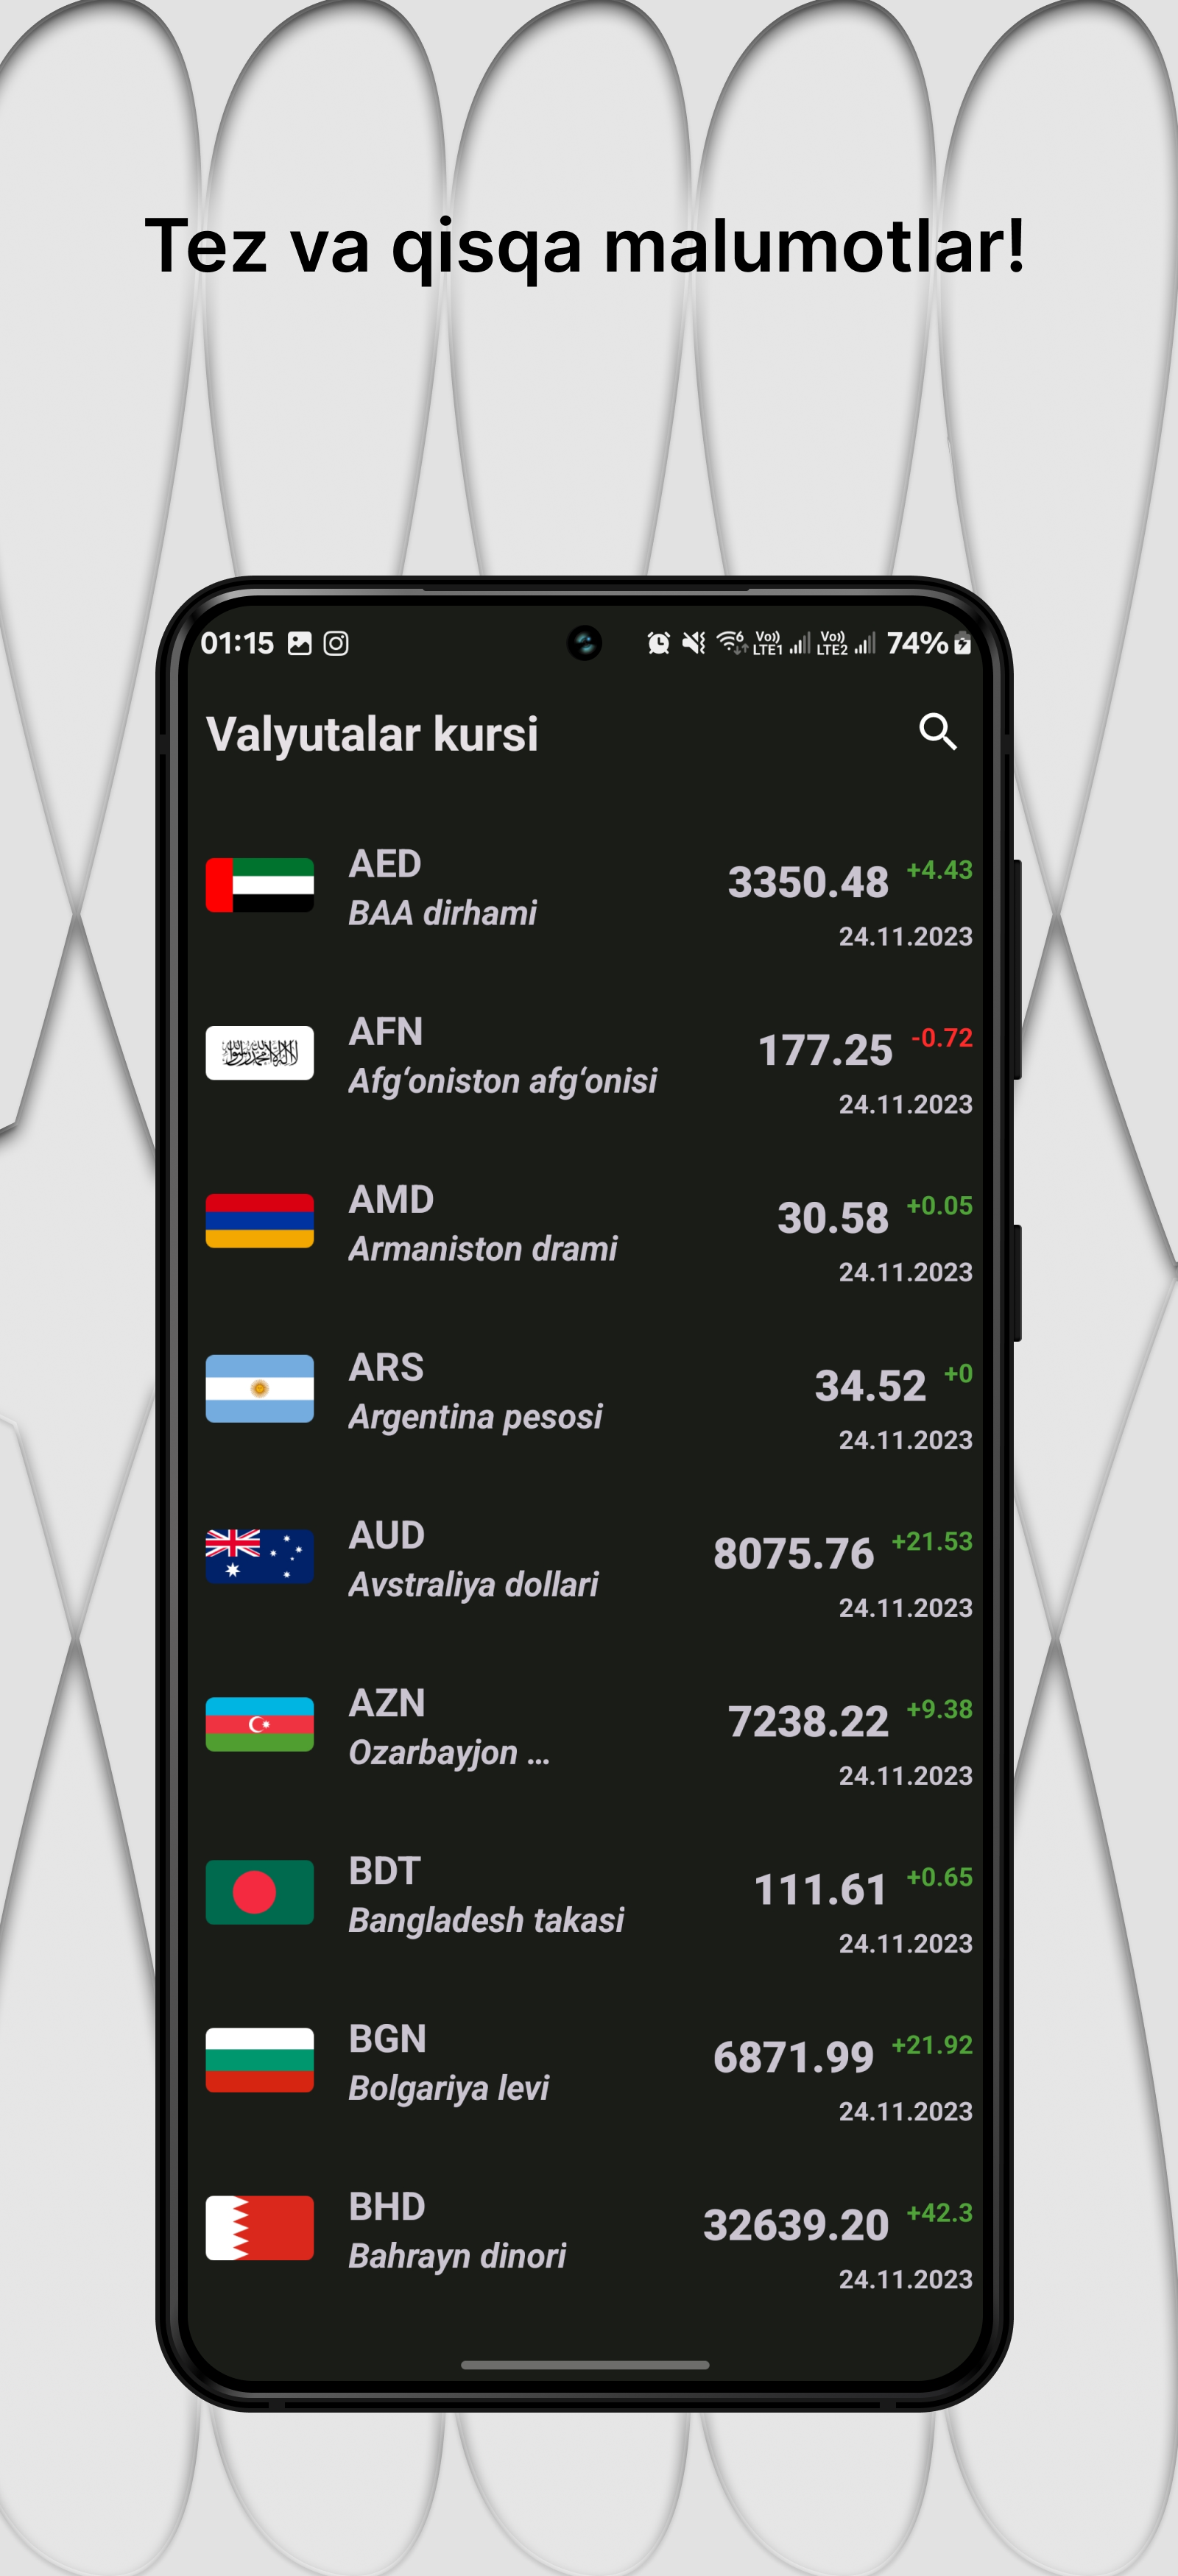 Tez va qisqa malumotlar!
01:15 Vo)) LTE1 Vo)) LTE2 74%
Valyutalar kursi
AED
BAA dirhami
3350.48 +4.43
24.11.2023
AFN
Afgʻoniston afgʻonisi
177.25 -0.72
24.11.2023
AMD
Armaniston drami
30.58 +0.05
24.11.2023
ARS
Argentina pesosi
34.52 +0
24.11.2023
AUD
Avstraliya dollari
8075.76 +21.53
24.11.2023
AZN
Ozarbayjon ...
7238.22 +9.38
24.11.2023
BDT
Bangladesh takasi
111.61 +0.65
24.11.2023
BGN
Bolgariya levi
6871.99 +21.92
24.11.2023
BHD
Bahrayn dinori
32639.20 +42.3
24.11.2023